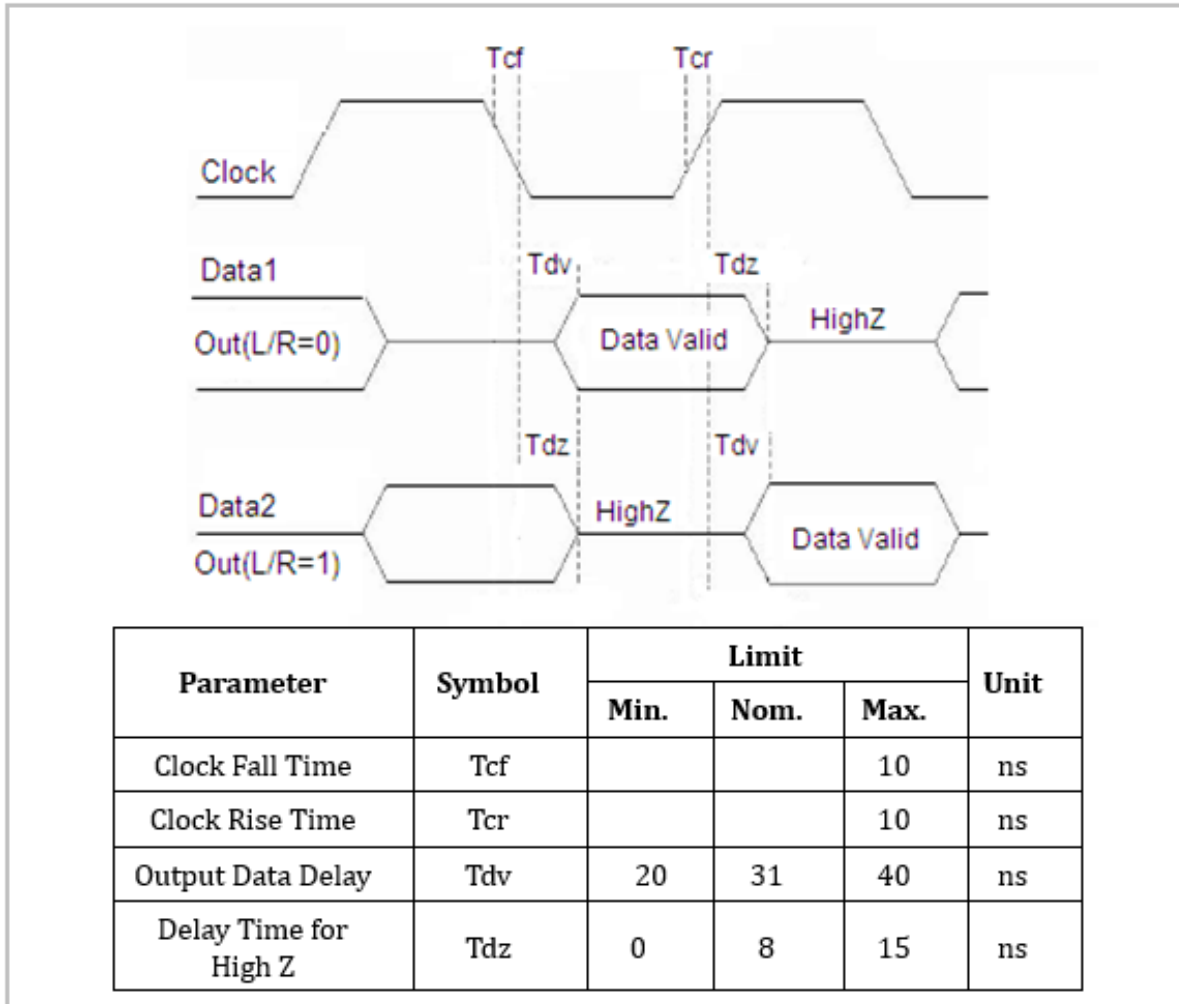 Tcf Tcr
Clock
Data1 Tdv Tdz
Out(L/R=0) Data Valid HighZ
Tdz Tdv
Data2 HighZ
Out(L/R=1) Data Valid
Parameter Symbol Limit Unit
Min. Nom. Max.
Clock Fall Time Tcf 10 ns
Clock Rise Time Tcr 10 ns
Output Data Delay Tdv 20 31 40 ns
Delay Time for
High Z Tdz 0 8 15 ns